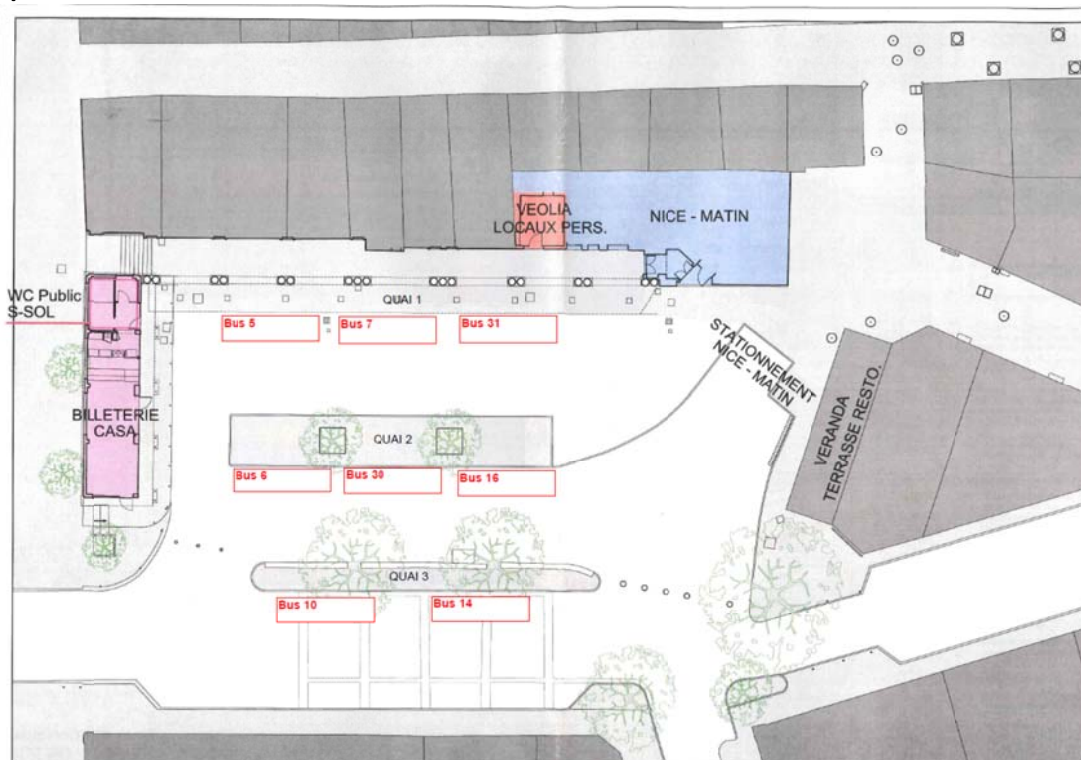 VEOLIA
LOCAUX PERS.
NICE - MATIN
WC Public
S-SOL
QUAI 1
Bus 5
Bus 7
Bus 31
STATIONNEMENT
NICE - MATIN
BILLETERIE
CASA
QUAI 2
VERANDA
TERRASSE RESTO.
Bus 6
Bus 30
Bus 16
QUAI 3
Bus 10
Bus 14